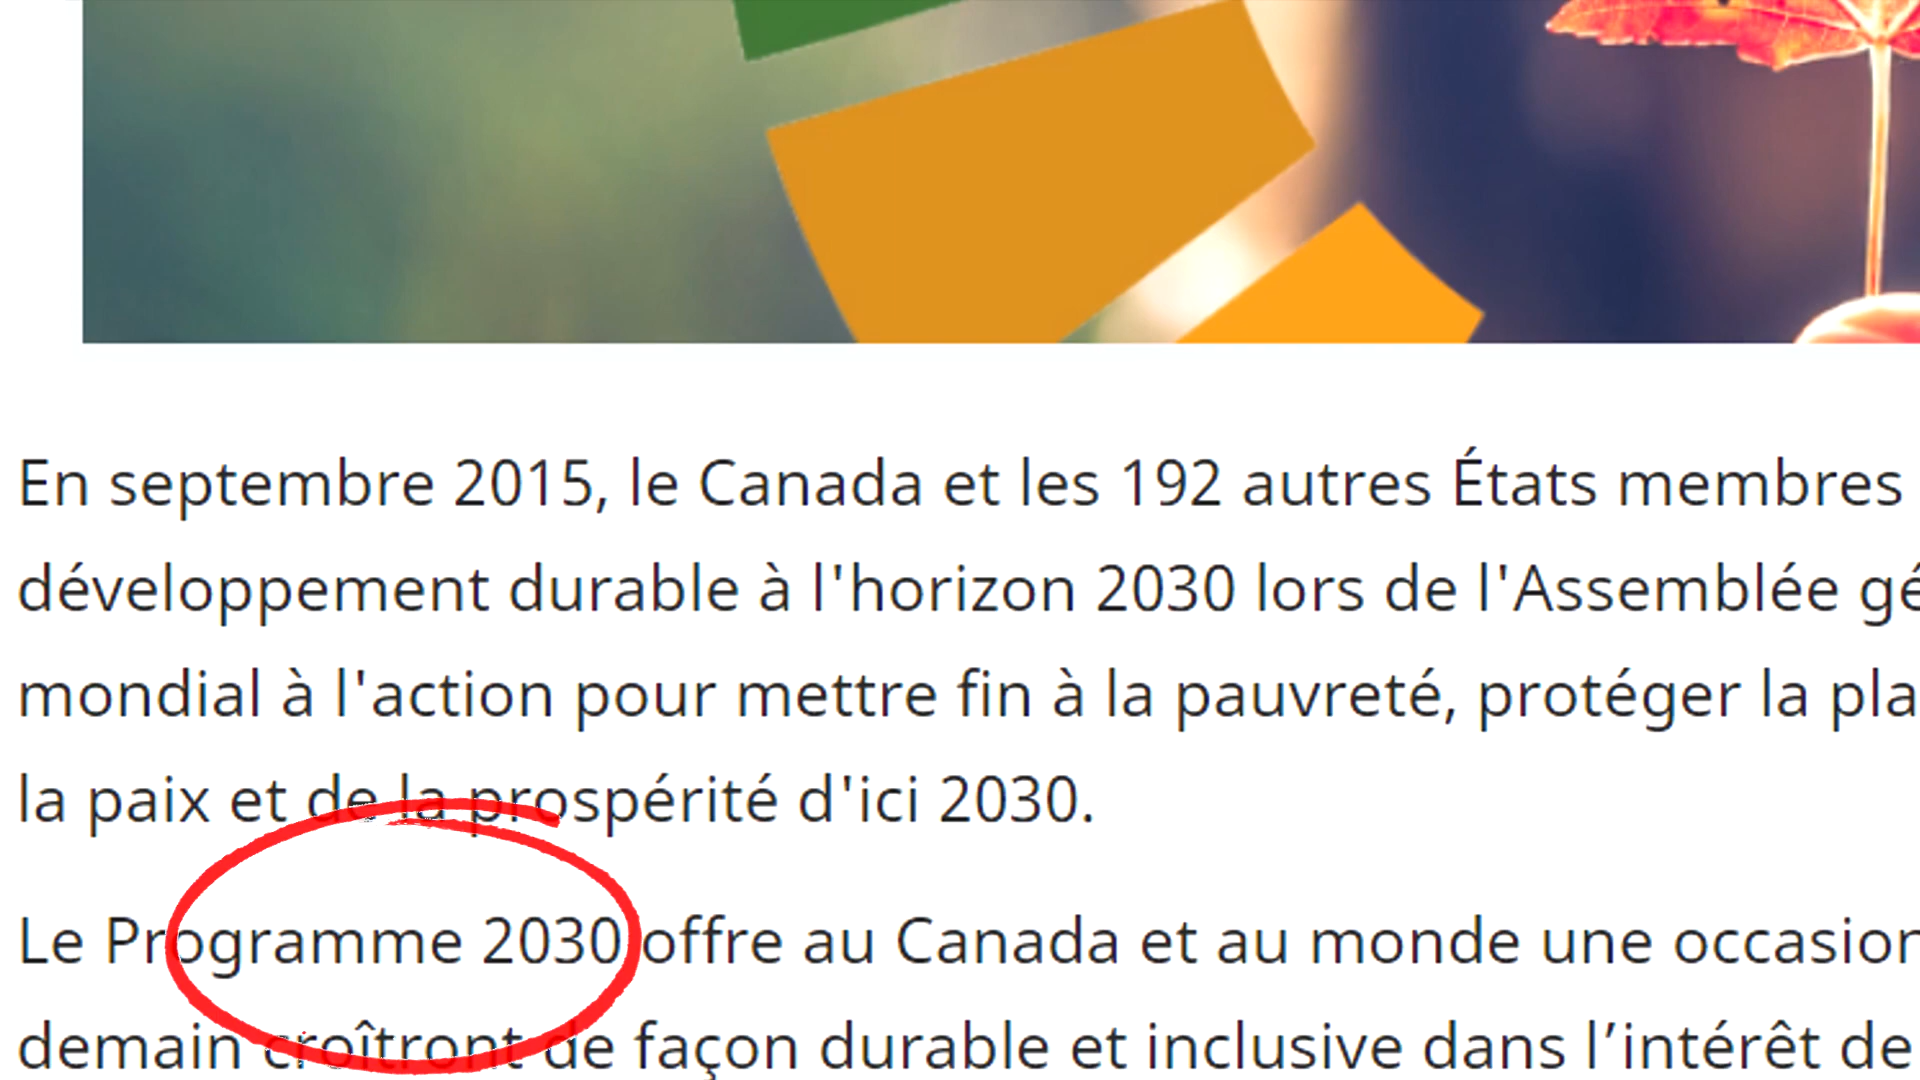 En septembre 2015, le Canada et les 192 autres États membres
développement durable à l'horizon 2030 lors de l'Assemblée gé
mondial à l'action pour mettre fin à la pauvreté, protéger la pla
la paix et de la prospérité d'ici 2030.
Le Programme 2030 offre au Canada et au monde une occasion
demain croîtront de façon durable et inclusive dans l’intérêt de